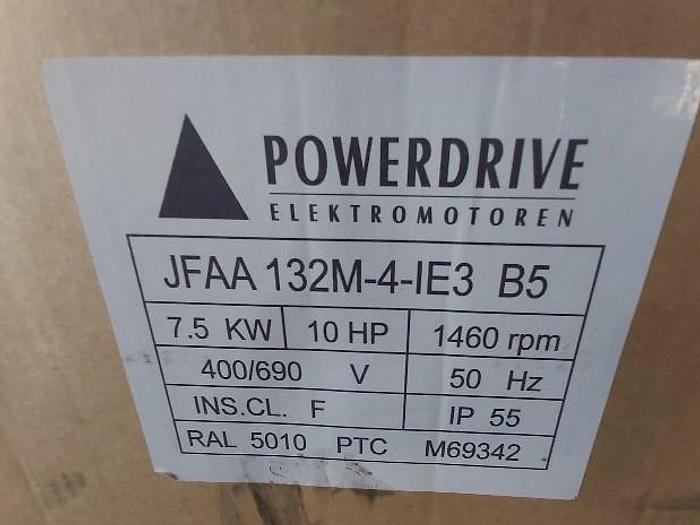 POWERDRIVE
ELEKTROMOTOREN
JFAA 132M-4-IE3 B5
7.5 KW 10 HP 1460 rpm
400/690 V 50 Hz
INS.CL. F IP 55
RAL 5010 PTC M69342